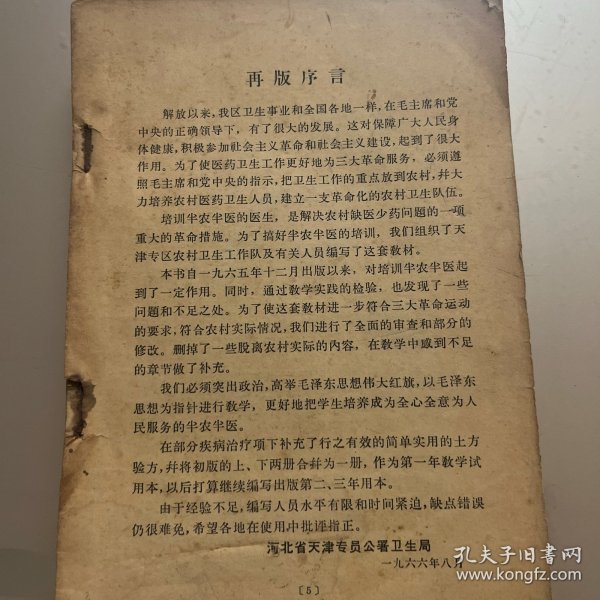 再版序言
解放以来，我区卫生事业和全国各地一样，在毛主席和党
中央的正确领导下，有了很大的发展。这对保障广大人民身
体健康，积极参加社会主义革命和社会主义建设，起到了很大
作用。为了使医药卫生工作更好地为三大革命服务，必须遵
照毛主席和党中央的指示，把卫生工作的重点放到农村，幷大
力培养农村医药卫生人员，建立一支革命化的农村卫生队伍。
培训半农半医的医生，是解决农村缺医少药问题的一项
重大的革命措施。为了搞好半农半医的培训，我们组织了天
津专区农村卫生工作队及有关人员编写了这套教材。
本书自一九六五年十二月出版以来，对培训半农半医起
到了一定作用。同时，通过教学实践的检验，也发现了一些
问题和不足之处。为了使这套教材进一步符合三大革命运动
的要求，符合农村实际情况，我们进行了全面的审查和部分的
修改。删掉了一些脱离农村实际的内容，在教学中感到不足
的章节做了补充。
我们必须突出政治，高举毛泽东思想伟大红旗，以毛泽东
思想为指针进行教学，更好地把学生培养成为全心全意为人
民服务的半农半医。
在部分疾病治疗项下补充了行之有效的简单实用的土方
验方，幷将初版的上、下两册合幷为一册，作为第一年教学试
用本，以后打算继续编写出版第二、三年用本。
由于经验不足，编写人员水平有限和时间紧迫，缺点错误
仍很难免，希望各地在使用中批评指正。
河北省天津专员公署卫生局
一九六六年八月
〔5〕
孔夫子旧书网
www.kongfz.com